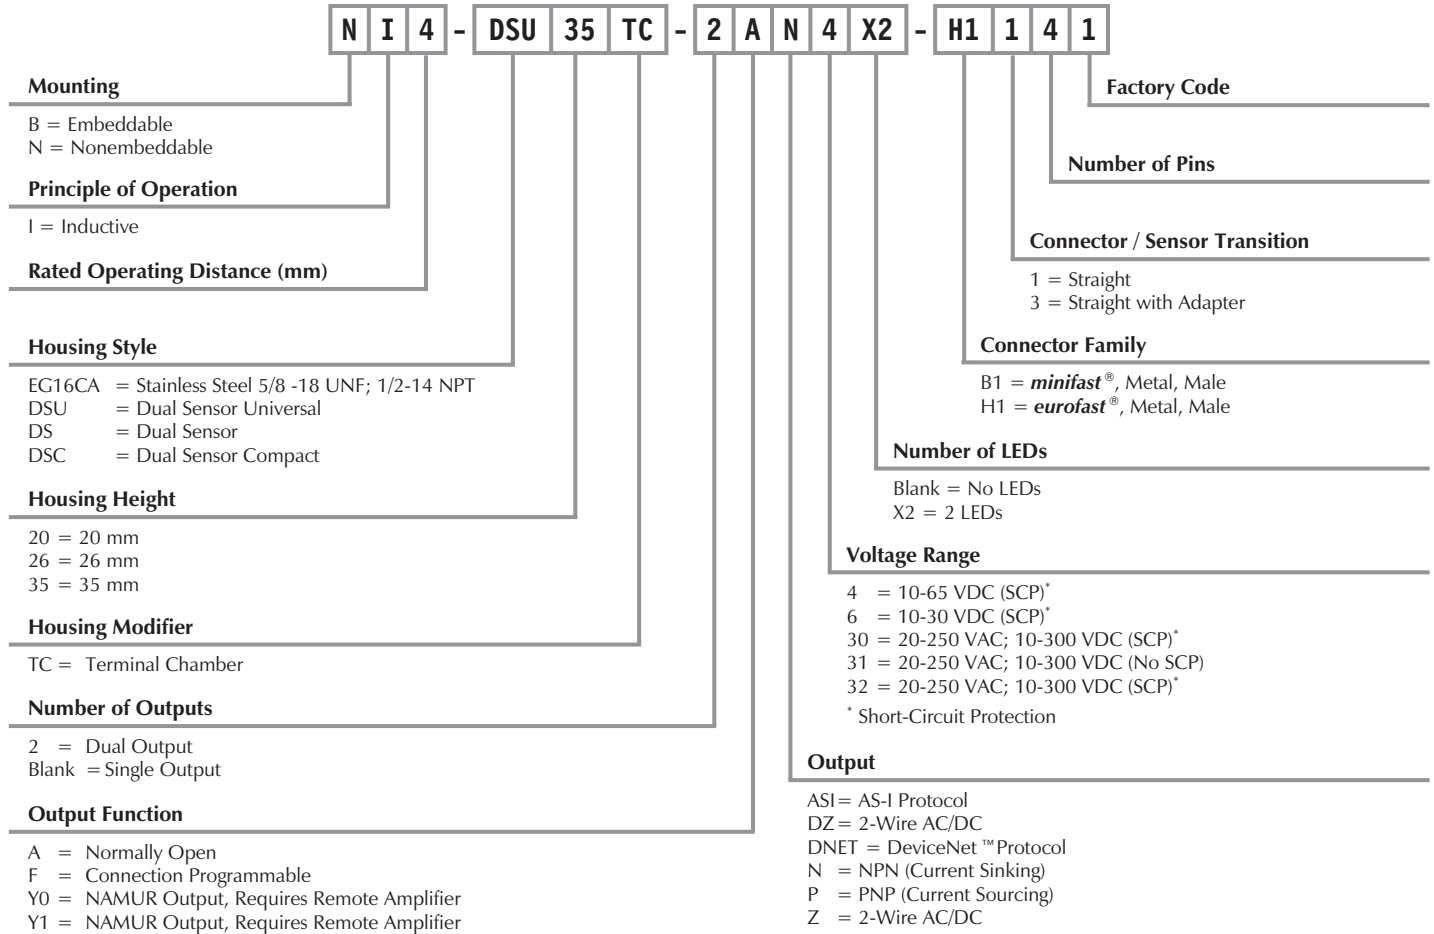 N I 4 - DSU 35 TC - 2 A N 4 X2 - H1 1 4 1
Mounting
B = Embeddable
N = Nonembeddable
Principle of Operation
I = Inductive
Rated Operating Distance (mm)
Housing Style
EG16CA = Stainless Steel 5/8 -18 UNF; 1/2-14 NPT
DSU = Dual Sensor Universal
DS = Dual Sensor
DSC = Dual Sensor Compact
Housing Height
20 = 20 mm
26 = 26 mm
35 = 35 mm
Housing Modifier
TC = Terminal Chamber
Number of Outputs
2 = Dual Output
Blank = Single Output
Output Function
A = Normally Open
F = Connection Programmable
Y0 = NAMUR Output, Requires Remote Amplifier
Y1 = NAMUR Output, Requires Remote Amplifier
Factory Code
Number of Pins
Connector / Sensor Transition
1 = Straight
3 = Straight with Adapter
Connector Family
B1 = minifast ®, Metal, Male
H1 = eurofast ®, Metal, Male
Number of LEDs
Blank = No LEDs
X2 = 2 LEDs
Voltage Range
4 = 10-65 VDC (SCP)*
6 = 10-30 VDC (SCP)*
30 = 20-250 VAC; 10-300 VDC (SCP)*
31 = 20-250 VAC; 10-300 VDC (No SCP)
32 = 20-250 VAC; 10-300 VDC (SCP)*
* Short-Circuit Protection
Output
ASI = AS-I Protocol
DZ = 2-Wire AC/DC
DNET = DeviceNet ™ Protocol
N = NPN (Current Sinking)
P = PNP (Current Sourcing)
Z = 2-Wire AC/DC